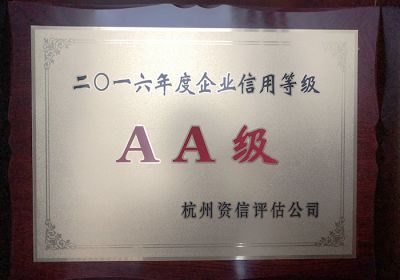 二〇一六年度企业信用等级
AA级
杭州资信评估公司